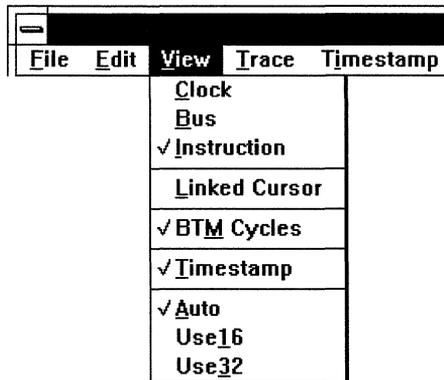 File Edit View Trace Timestamp
Clock
Bus
√ Instruction
Linked Cursor
√ BTM Cycles
√ Timestamp
√ Auto
Use16
Use32